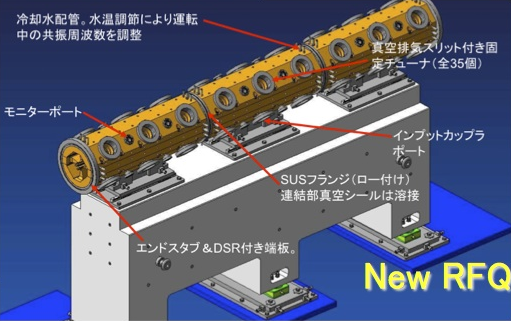 冷却水配管。水温調節により運転
中の共振周波数を調整
真空排気スリット付き固
定チューナ（全35個）
モニターポート
インプットカップラ
ポート
SUSフランジ（ロー付け）
連結部真空シールは溶接
エンドスタブ＆DSR付き端板。
New RFQ